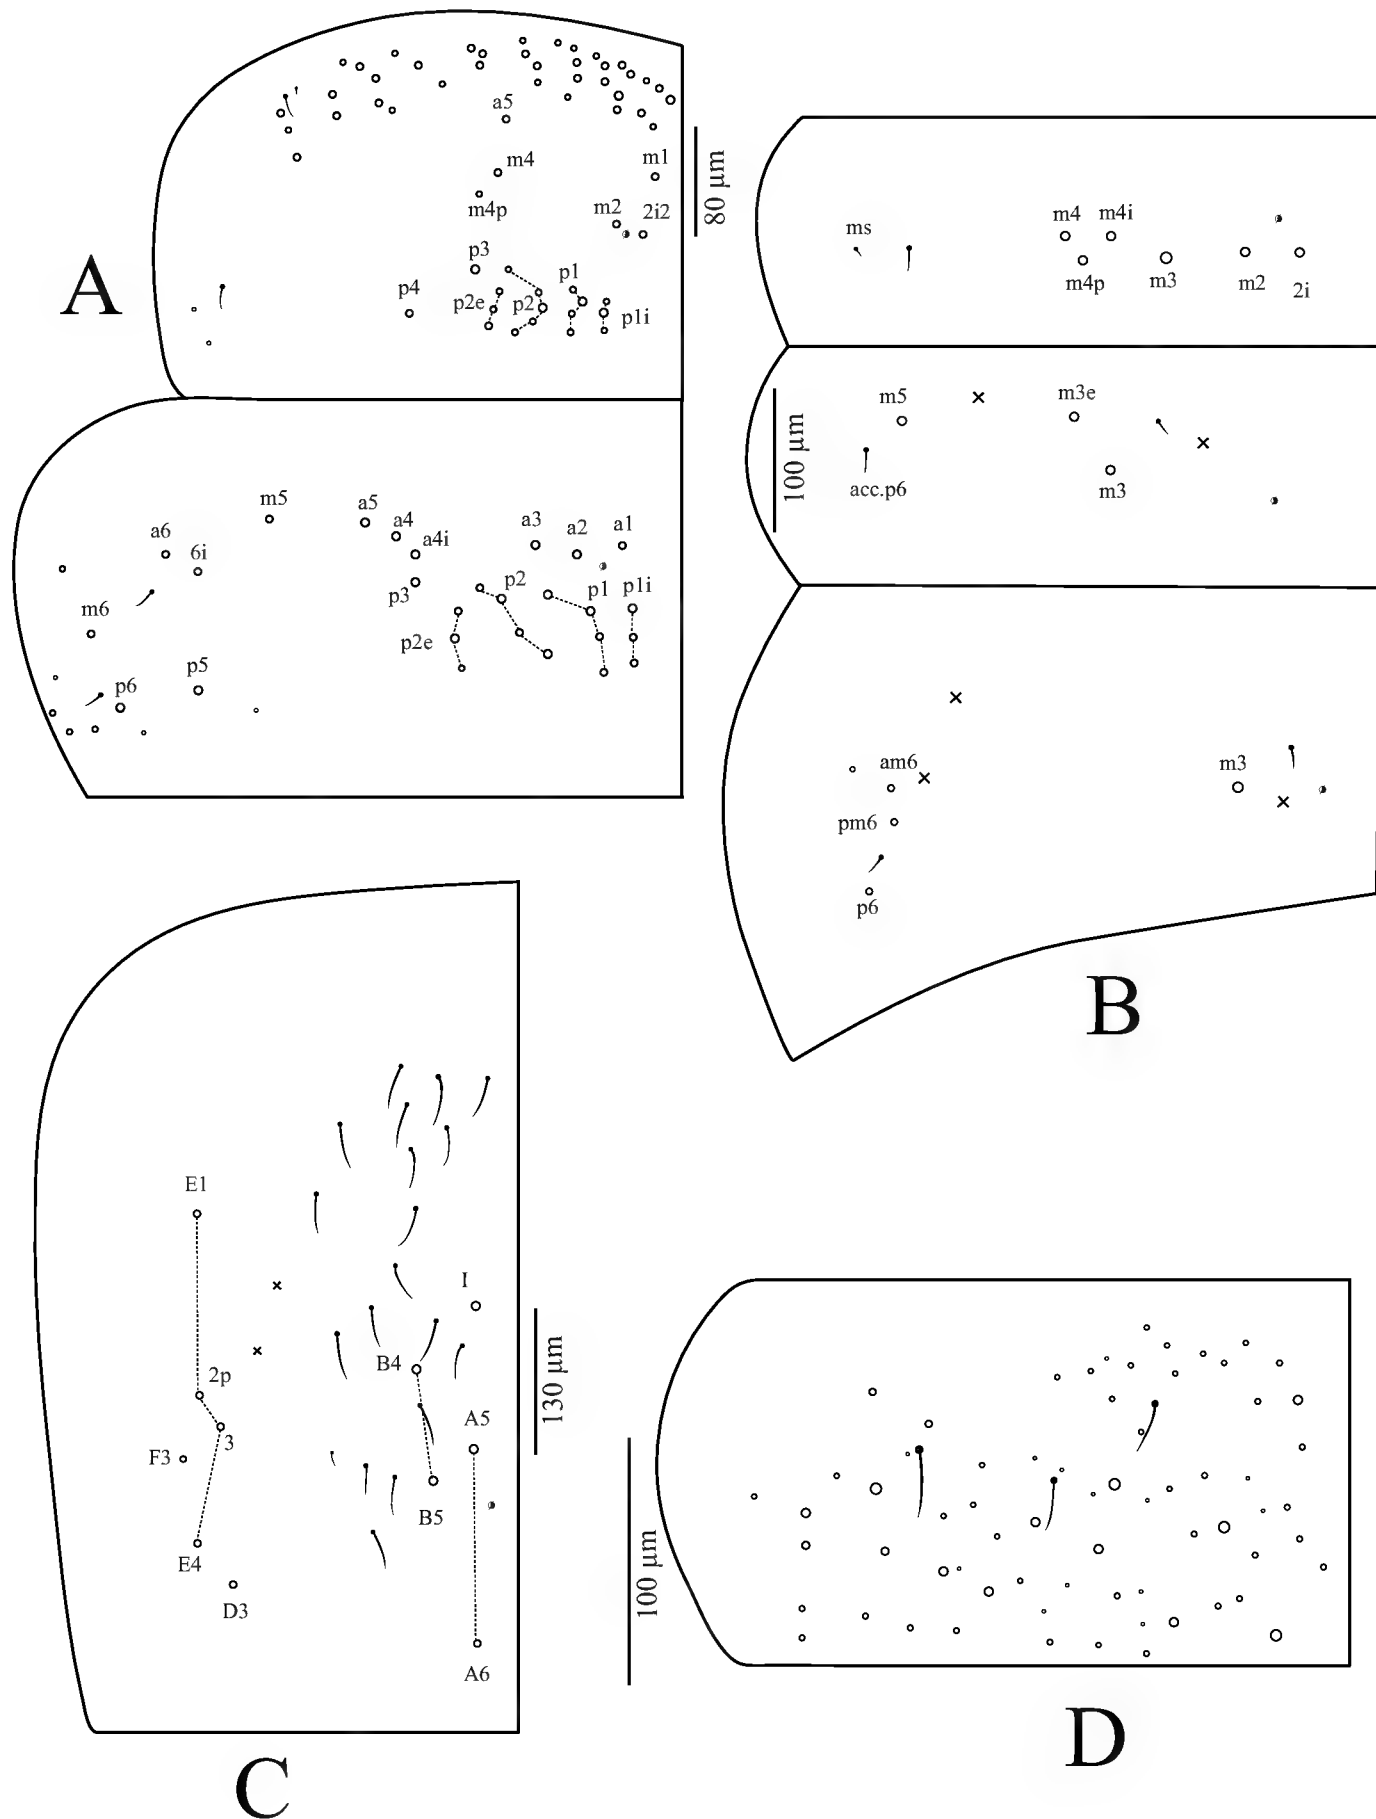 a5
m4
m1
m4p
m2 2i2
p3
p1
p4
p2e p2
p1i
80 μm
A
m5
a5
a4
a4i
a3
a2
a1
a6
6i
p3
p2
p1
p1i
m6
p2e
p5
p6
ms
m4
m4i
m4p
m3
m2
2i
m5
m3e
acc.p6
m3
100 μm
am6
m3
pm6
p6
B
E1
I
2p
B4
A5
3
F3
B5
E4
D3
A6
130 μm
C
100 μm
D